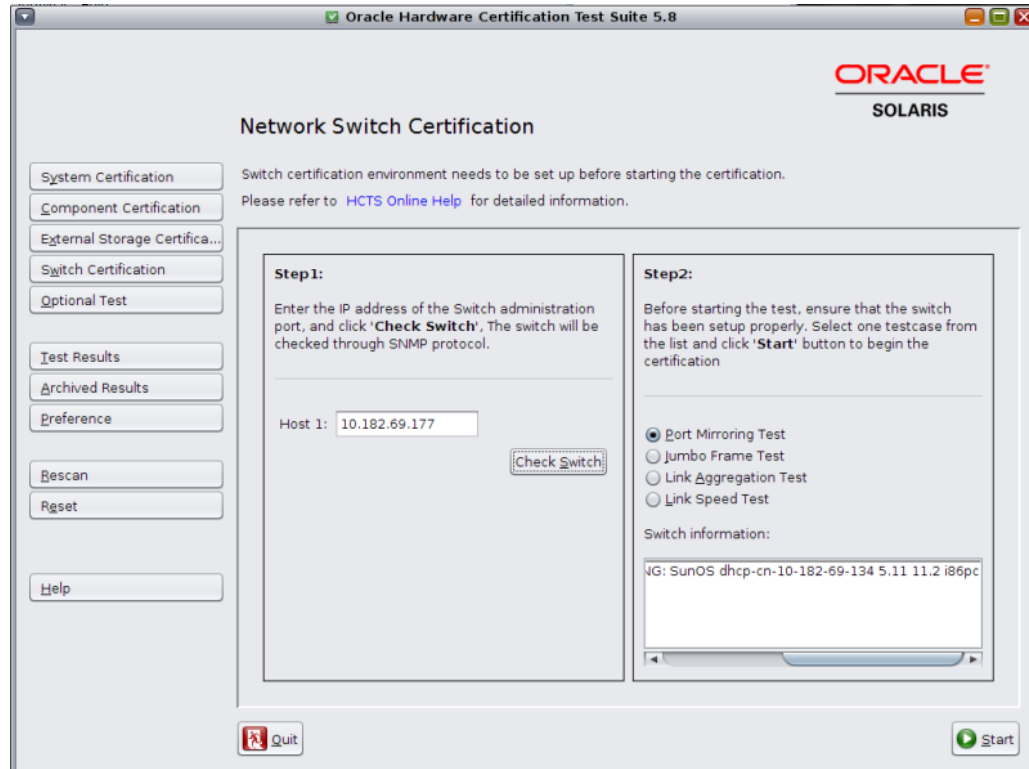 Oracle Hardware Certification Test Suite 5.8
ORACLE
SOLARIS
Network Switch Certification
System Certification
Component Certification
External Storage Certifica...
Switch Certification
Optional Test
Test Results
Archived Results
Preference
Rescan
Reset
Help
Switch certification environment needs to be set up before starting the certification.
Please refer to HCTS Online Help for detailed information.
Step1:
Enter the IP address of the Switch administration
port, and click 'Check Switch', The switch will be
checked through SNMP protocol.
Host 1: 10.182.69.177
Check Switch
Step2:
Before starting the test, ensure that the switch
has been setup properly. Select one testcase from
the list and click 'Start' button to begin the
certification
Port Mirroring Test
Jumbo Frame Test
Link Aggregation Test
Link Speed Test
Switch information:
NG: SunOS dhcp-cn-10-182-69-134 5.11 11.2 i86pc
Quit
Start